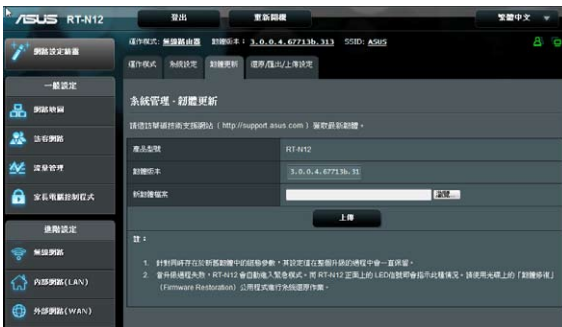 ASUS RT-N12
登出
重新開機
繁體中文
運作模式: 無線路由器 韌體版本: 3.0.0.4.67713b.313 SSID: ASUS
運作模式 系統設定 韌體更新 還原/匯出/上傳設定
網路設定精靈
一般設定
網路地圖
訪客網路
流量管理
家長電腦控制程式
進階設定
無線網路
內部網路(LAN)
外部網路(WAN)
系統管理 - 韌體更新
請造訪華碩技術支援網站 ( http://support.asus.com ) 獲取最新韌體。
產品型號 RT-N12
韌體版本 3.0.0.4.67713b.31
新韌體檔案 瀏覽...
上傳
註:
1. 針對同時存在於新舊韌體中的組態參數,其設定值在整個升級的過程中會一直保留。
2. 當升級過程失敗,RT-N12 會自動進入緊急模式。間 RT-N12 正面上的 LED信號即會指示此種情況。請使用光碟上的「韌體修復」
(Firmware Restoration) 公用程式進行系統還原作業。